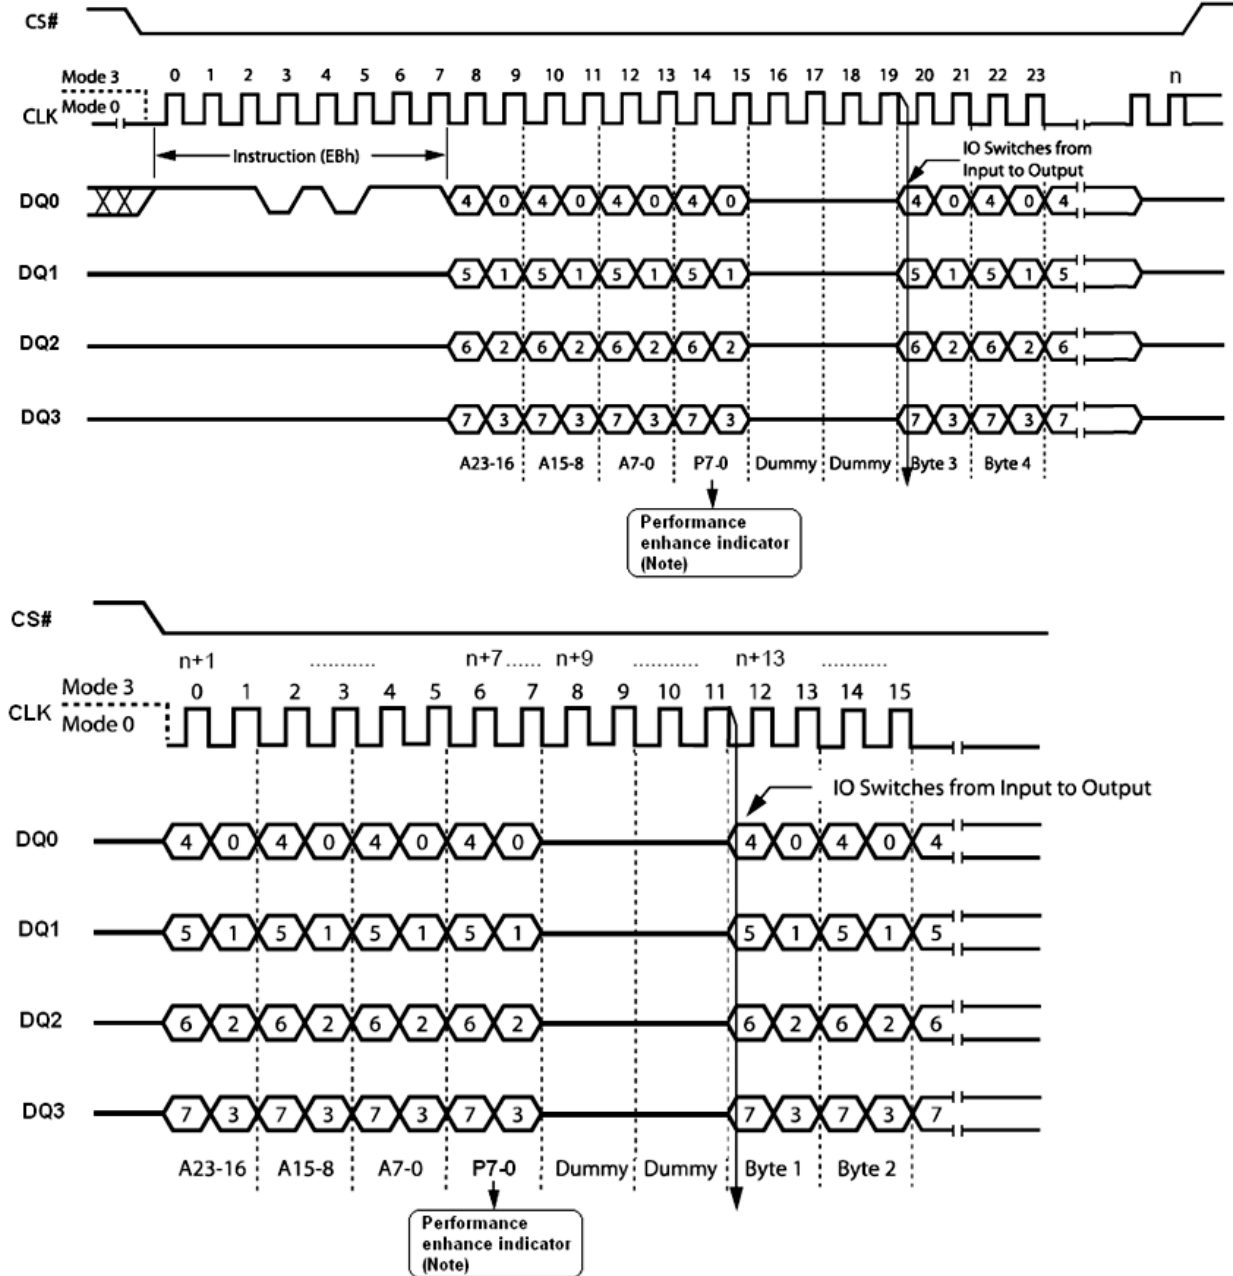 CS#
Mode 3
0 1 2 3 4 5 6 7 8 9 10 11 12 13 14 15 16 17 18 19 20 21 22 23 n
Mode 0
CLK
Instruction (EBh)
IO Switches from
Input to Output
DQ0 4 0 4 0 4 0 4 0 4 0 4 0 4
DQ1 5 1 5 1 5 1 5 1 5 1 5 1 5
DQ2 6 2 6 2 6 2 6 2 6 2 6 2 6
DQ3 7 3 7 3 7 3 7 3 7 3 7 3 7
A23-16 A15-8 A7-0 P7-0 Dummy Dummy Byte 3 Byte 4
Performance
enhance indicator
(Note)
CS#
n+1 ........... n+7 ...... n+9 ........... n+13 ...........
Mode 3
0 1 2 3 4 5 6 7 8 9 10 11 12 13 14 15
CLK
Mode 0
IO Switches from Input to Output
DQ0 4 0 4 0 4 0 4 0 4 0 4 0 4
DQ1 5 1 5 1 5 1 5 1 5 1 5 1 5
DQ2 6 2 6 2 6 2 6 2 6 2 6 2 6
DQ3 7 3 7 3 7 3 7 3 7 3 7 3 7
A23-16 A15-8 A7-0 P7-0 Dummy Dummy Byte 1 Byte 2
Performance
enhance indicator
(Note)